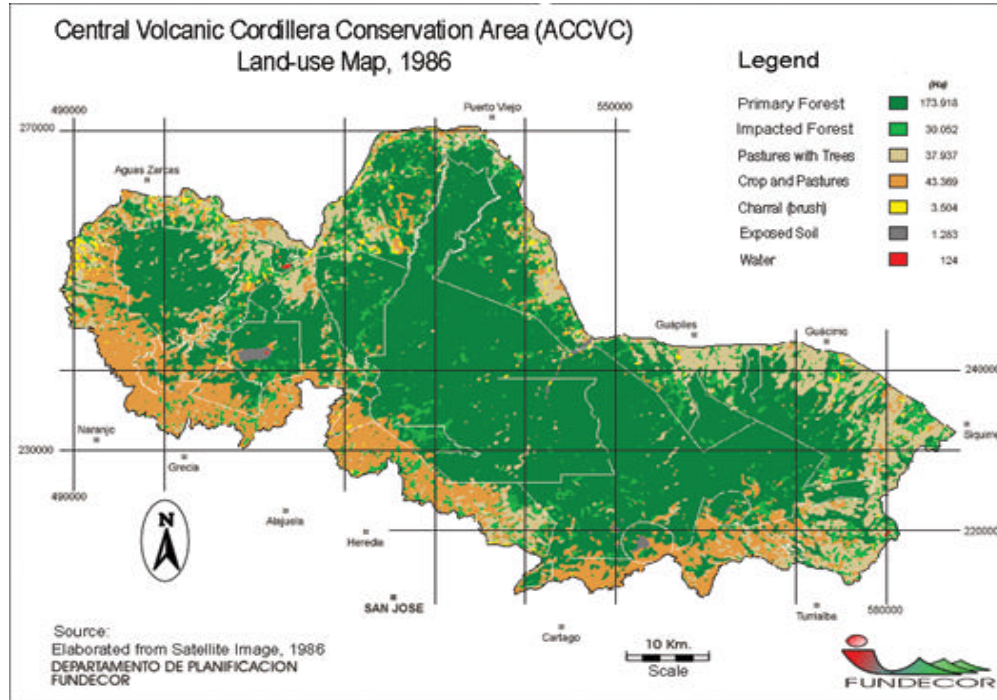 Central Volcanic Cordillera Conservation Area (ACCVC)
Land-use Map, 1986
Legend
(Ha)
Primary Forest 173.918
Impacted Forest 30.052
Pastures with Trees 37.937
Crop and Pastures 43.369
Charral (brush) 3.504
Exposed Soil 1.283
Water 124
490000
550000
270000
Puerto Viejo
Aguas Zarcas
Guápiles
Guácimo
240000
Naranjo
Siquirre
230000
Grecia
490000
N
Alajuela
Heredia
220000
SAN JOSE
Cartago
Turrialba
580000
10 Km.
Scale
Source:
Elaborated from Satellite Image, 1986
DEPARTAMENTO DE PLANIFICACION
FUNDECOR
FUNDECOR